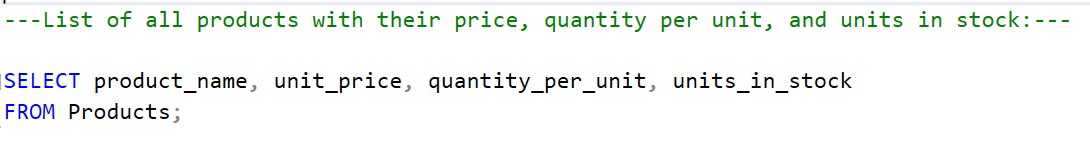 ---List of all products with their price, quantity per unit, and units in stock:---
SELECT product_name, unit_price, quantity_per_unit, units_in_stock
FROM Products;